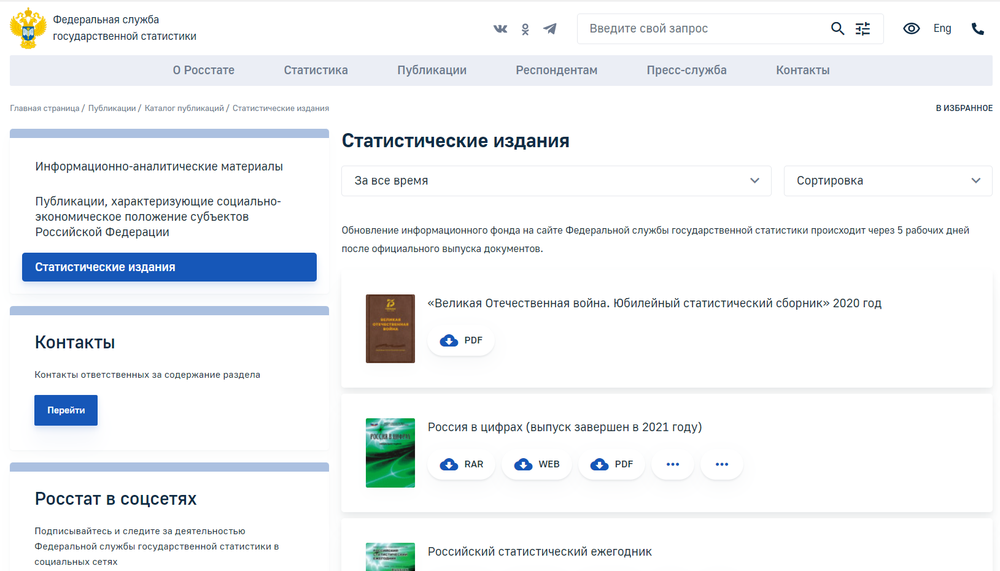 Федеральная служба
государственной статистики
Введите свой запрос
Eng
О Росстате
Статистика
Публикации
Респондентам
Пресс-служба
Контакты
Главная страница / Публикации / Каталог публикаций / Статистические издания
В ИЗБРАННОЕ
Информационно-аналитические материалы
Публикации, характеризующие социально-
экономическое положение субъектов
Российской Федерации
Статистические издания
Контакты
Контакты ответственных за содержание раздела
Перейти
Росстат в соцсетях
Подписывайтесь и следите за деятельностью
Федеральной службы государственной статистики в
социальных сетях
Статистические издания
За все время
Сортировка
Обновление информационного фонда на сайте Федеральной службы государственной статистики происходит через 5 рабочих дней
после официального выпуска документов.
75
ВЕЛИКАЯ
ОТЕЧЕСТВЕННАЯ
ВОЙНА
«Великая Отечественная война. Юбилейный статистический сборник» 2020 год
PDF
РОССИЯ В ЦИФРАХ
Россия в цифрах (выпуск завершен в 2021 году)
RAR
WEB
PDF
РОССИЙСКИЙ
СТАТИСТИЧЕСКИЙ
ЕЖЕГОДНИК
Российский статистический ежегодник